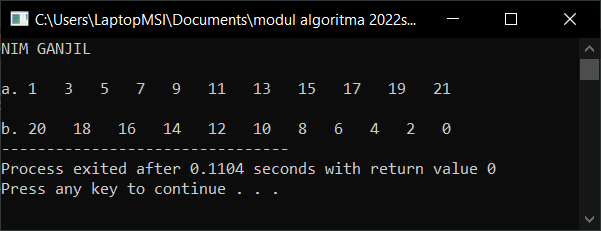 C:\Users\LaptopMSI\Documents\modul algoritma 2022s...
NIM GANJIL
a. 1   3   5   7   9   11   13   15   17   19   21
b. 20   18   16   14   12   10   8   6   4   2   0
--------------------------------
Process exited after 0.1104 seconds with return value 0
Press any key to continue . . .